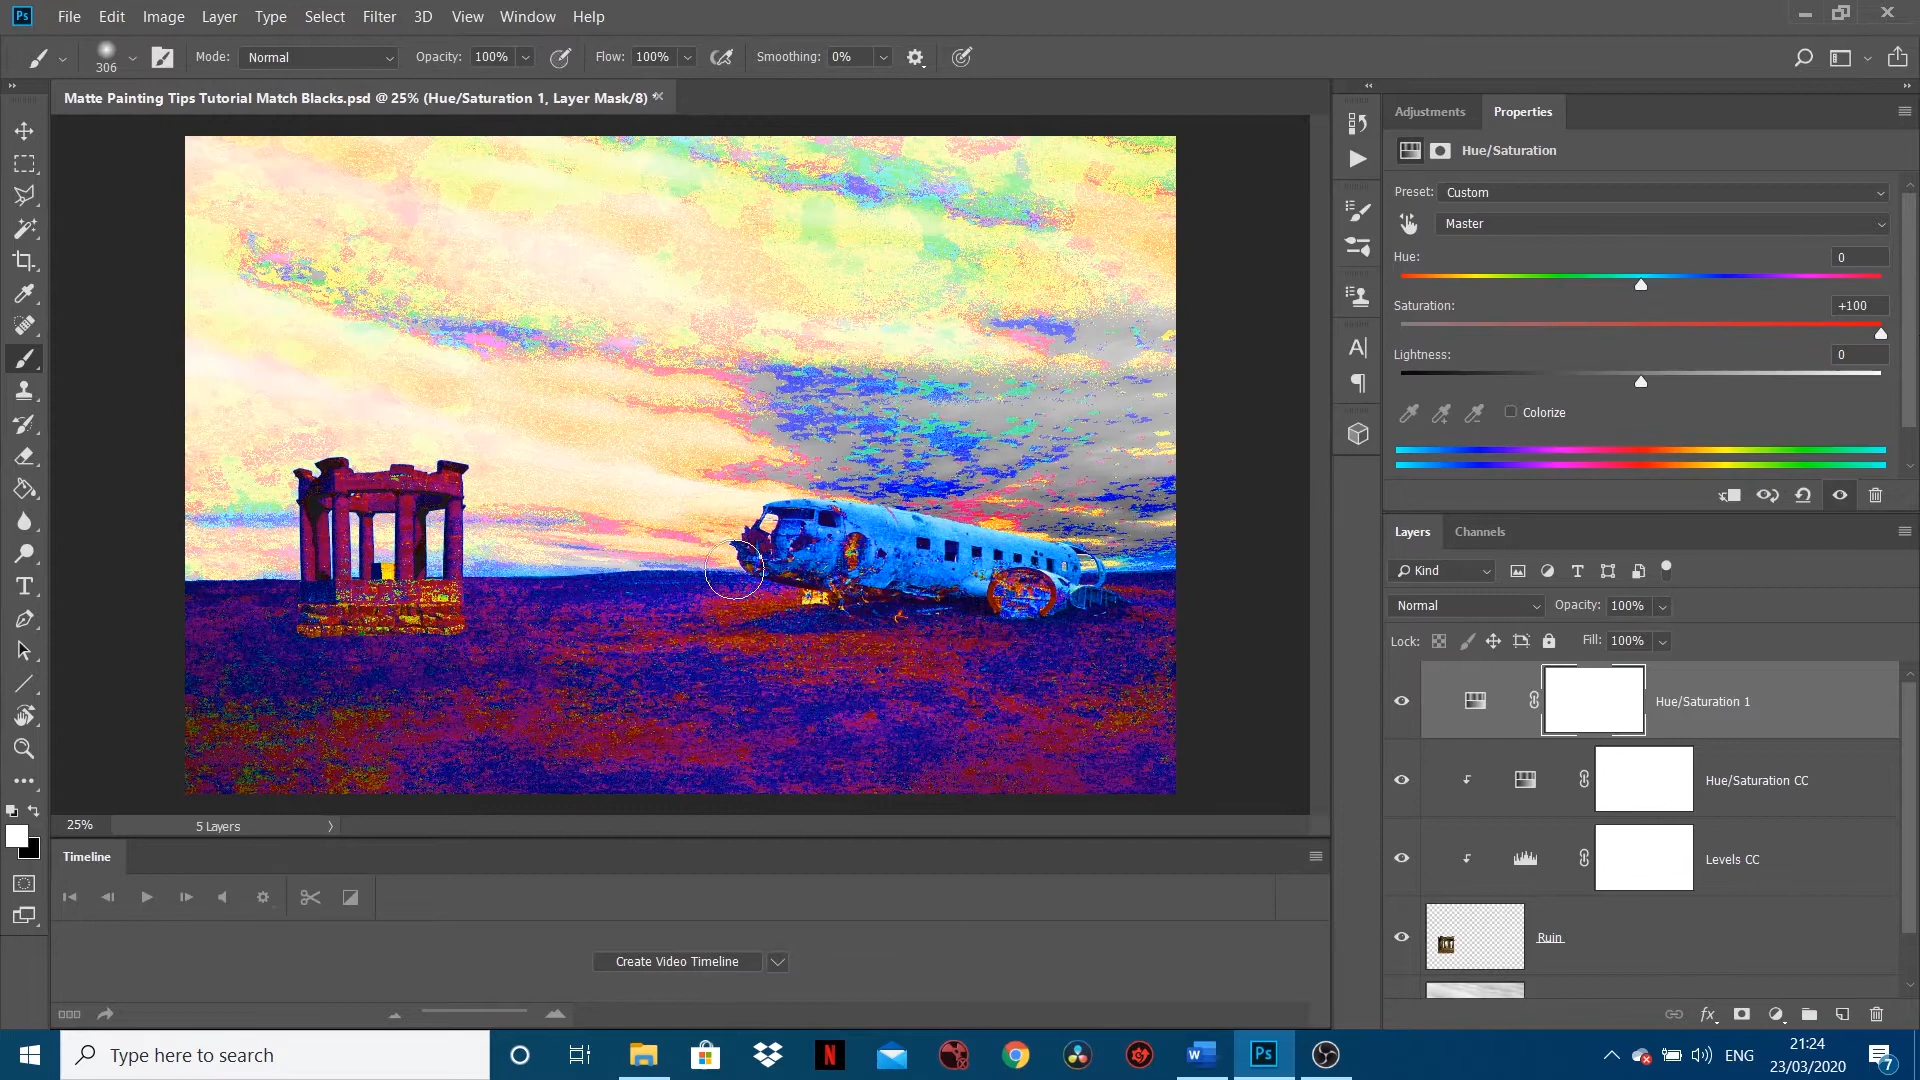 Ps File Edit Image Layer Type Select Filter 3D View Window Help
306 Mode: Normal Opacity: 100% Flow: 100% Smoothing: 0%
Matte Painting Tips Tutorial Match Blacks.psd @ 25% (Hue/Saturation 1, Layer Mask/8) *
Adjustments Properties
Hue/Saturation
Preset: Custom
Master
Hue: 0
Saturation: +100
Lightness: 0
Colorize
Layers Channels
Kind
Normal Opacity: 100%
Lock: Fill: 100%
Hue/Saturation 1
Hue/Saturation CC
Levels CC
Ruin
25% 5 Layers
Timeline
Create Video Timeline
Type here to search
ENG
21:24
23/03/2020
7